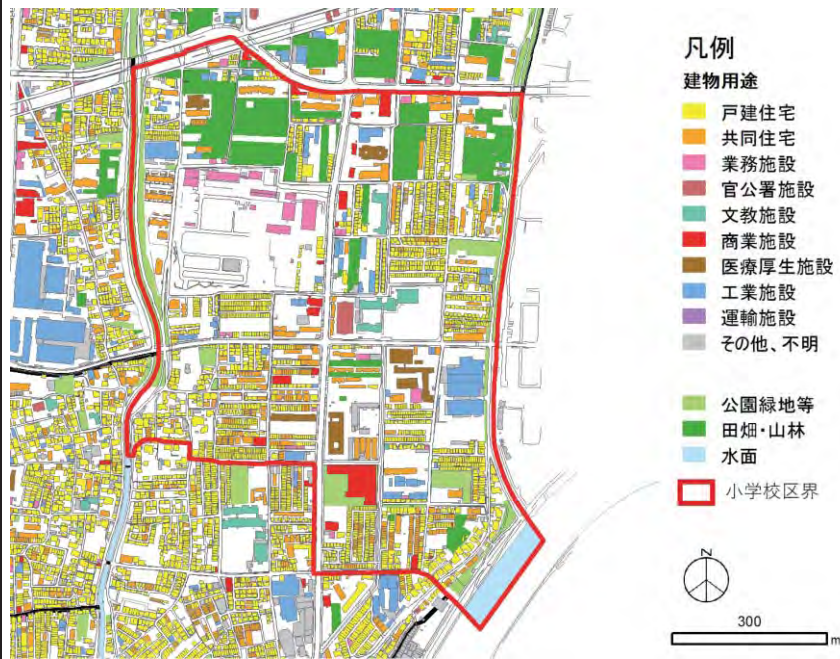 凡例
建物用途
戸建住宅
共同住宅
業務施設
官公署施設
文教施設
商業施設
医療厚生施設
工業施設
運輸施設
その他、不明
公園緑地等
田畑・山林
水面
小学校区界
N
300
m